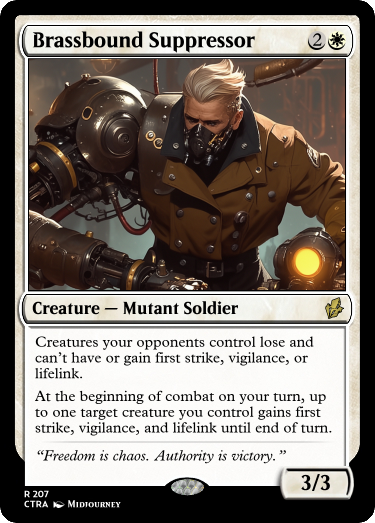 Brassbound Suppressor 2
Creature — Mutant Soldier
Creatures your opponents control lose and
can't have or gain first strike, vigilance, or
lifelink.
At the beginning of combat on your turn, up
to one target creature you control gains first
strike, vigilance, and lifelink until end of turn.
“Freedom is chaos. Authority is victory.”
3/3
R 207
CTRA Midjourney